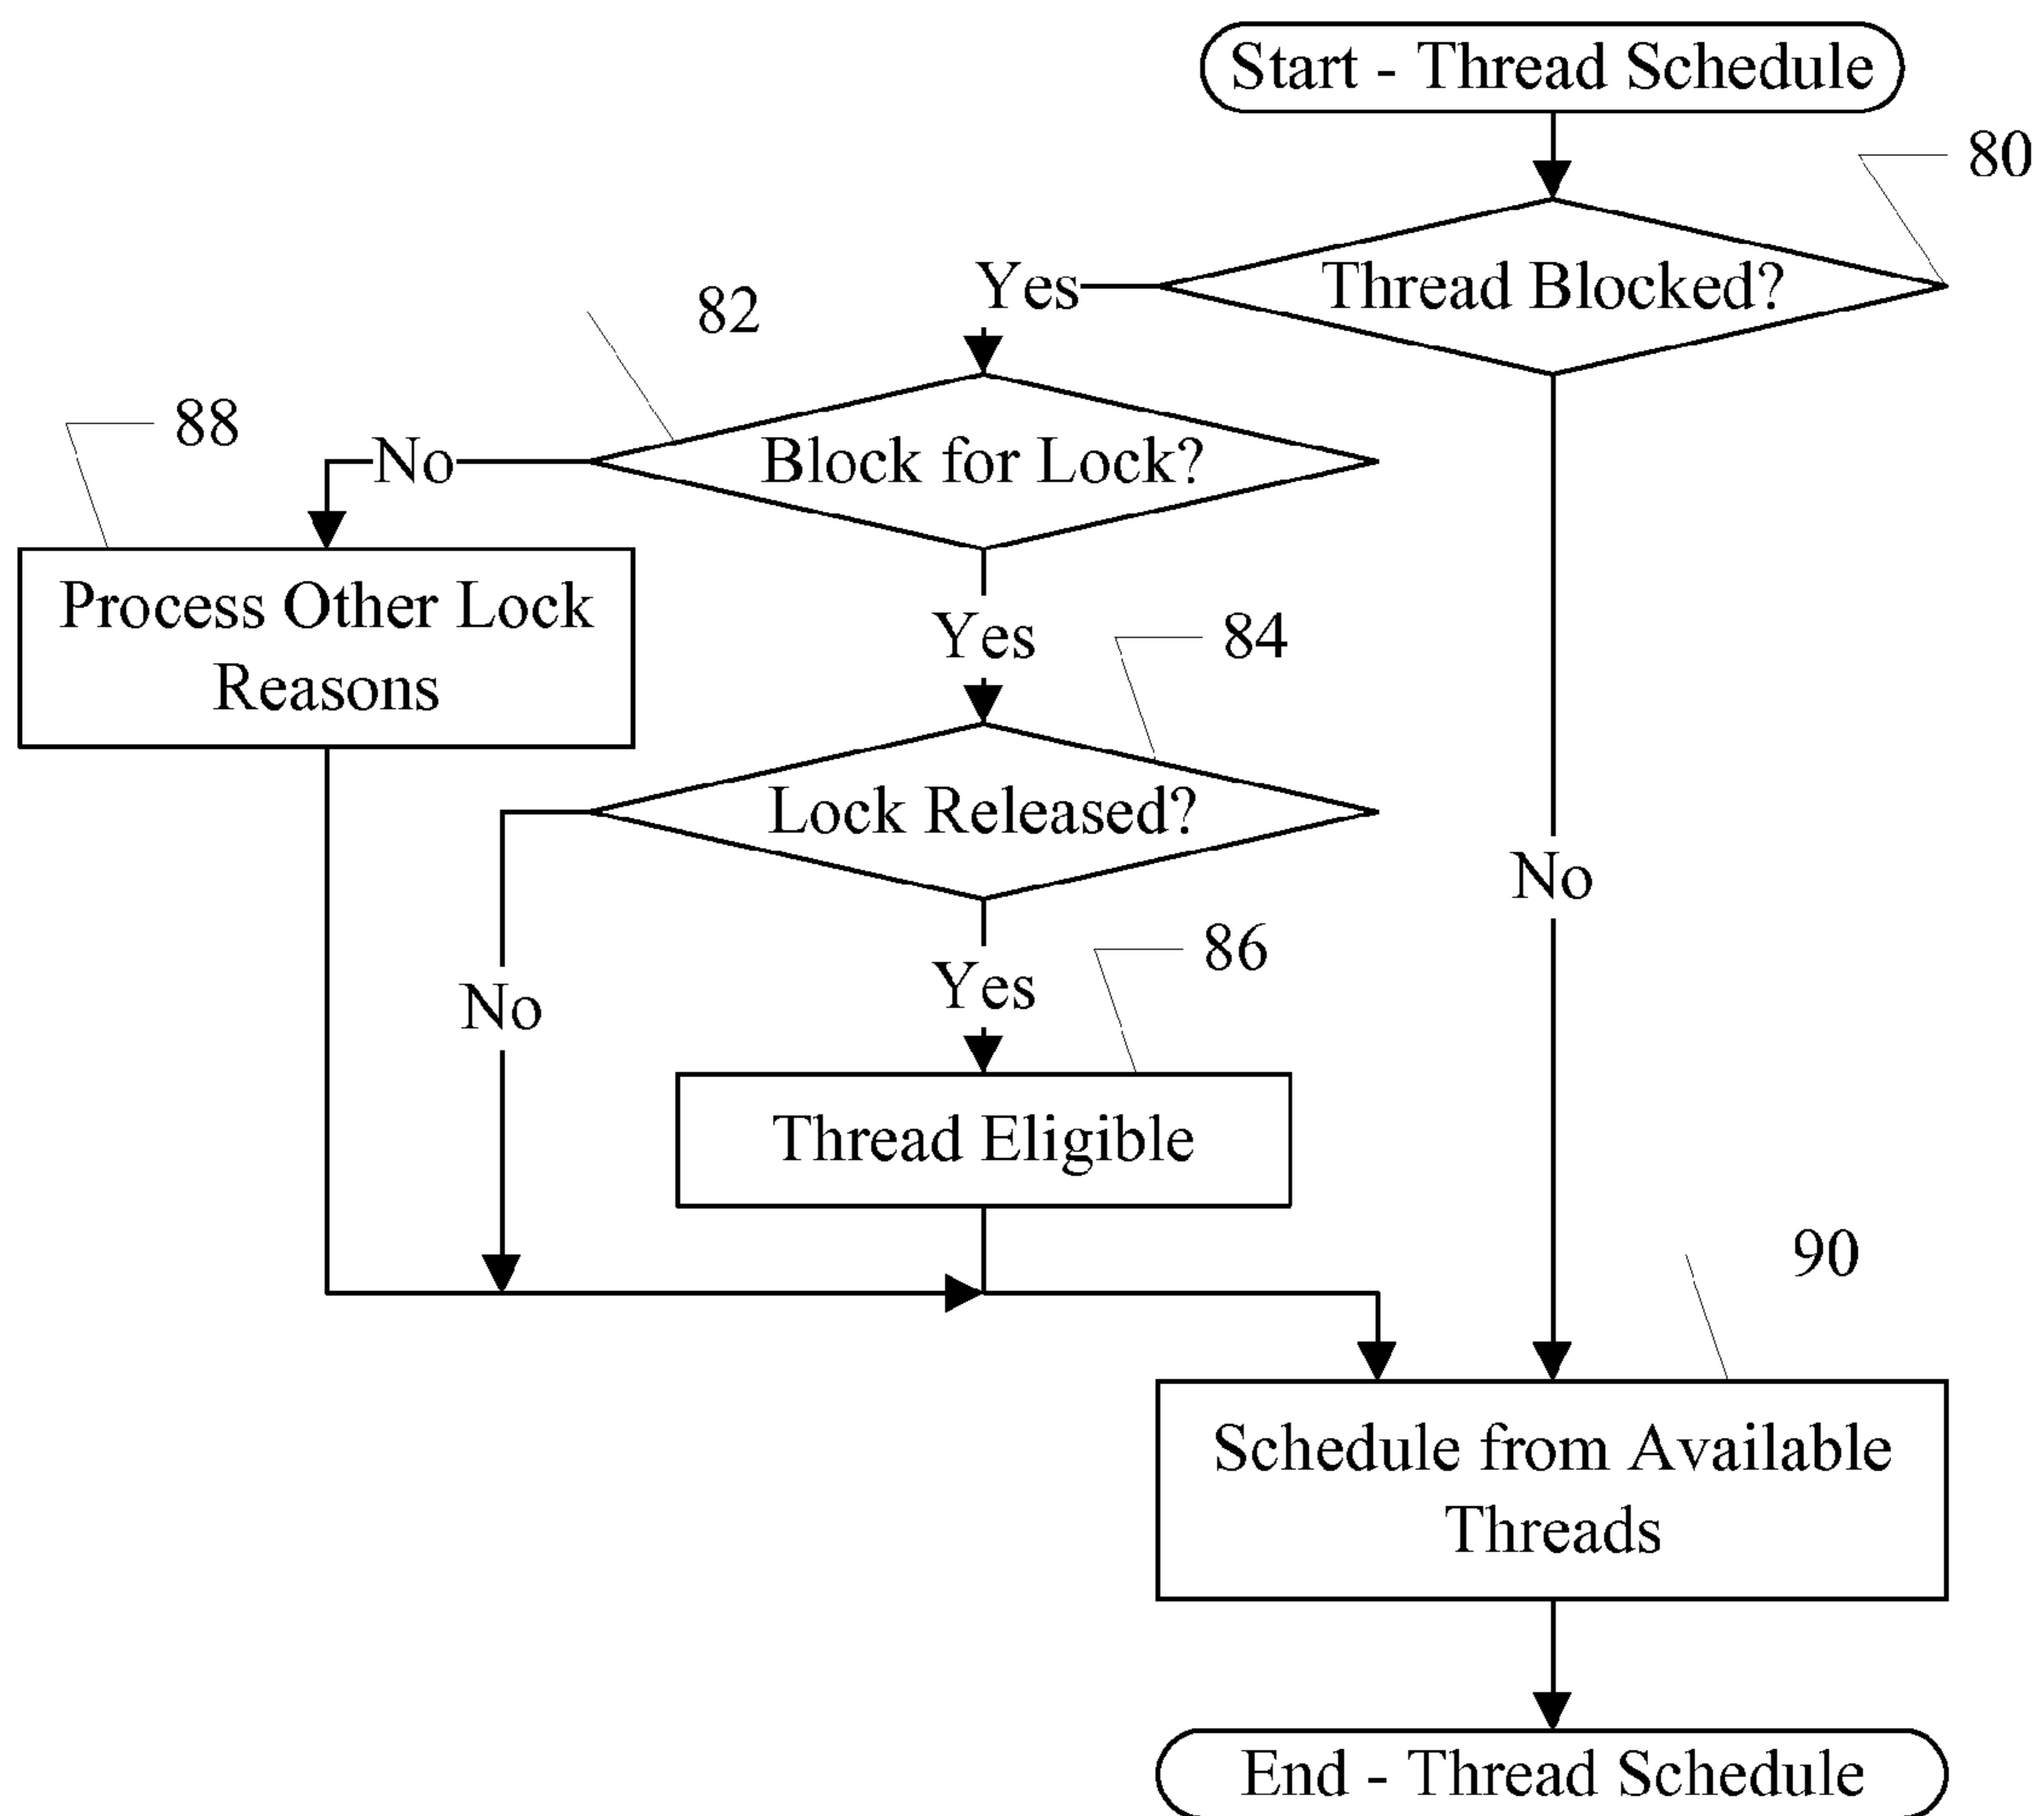 Start - Thread Schedule
80
Thread Blocked?
Yes
82
Block for Lock?
88
No
Process Other Lock
Reasons
Yes
84
Lock Released?
No
Yes
86
No
Thread Eligible
90
Schedule from Available
Threads
End - Thread Schedule